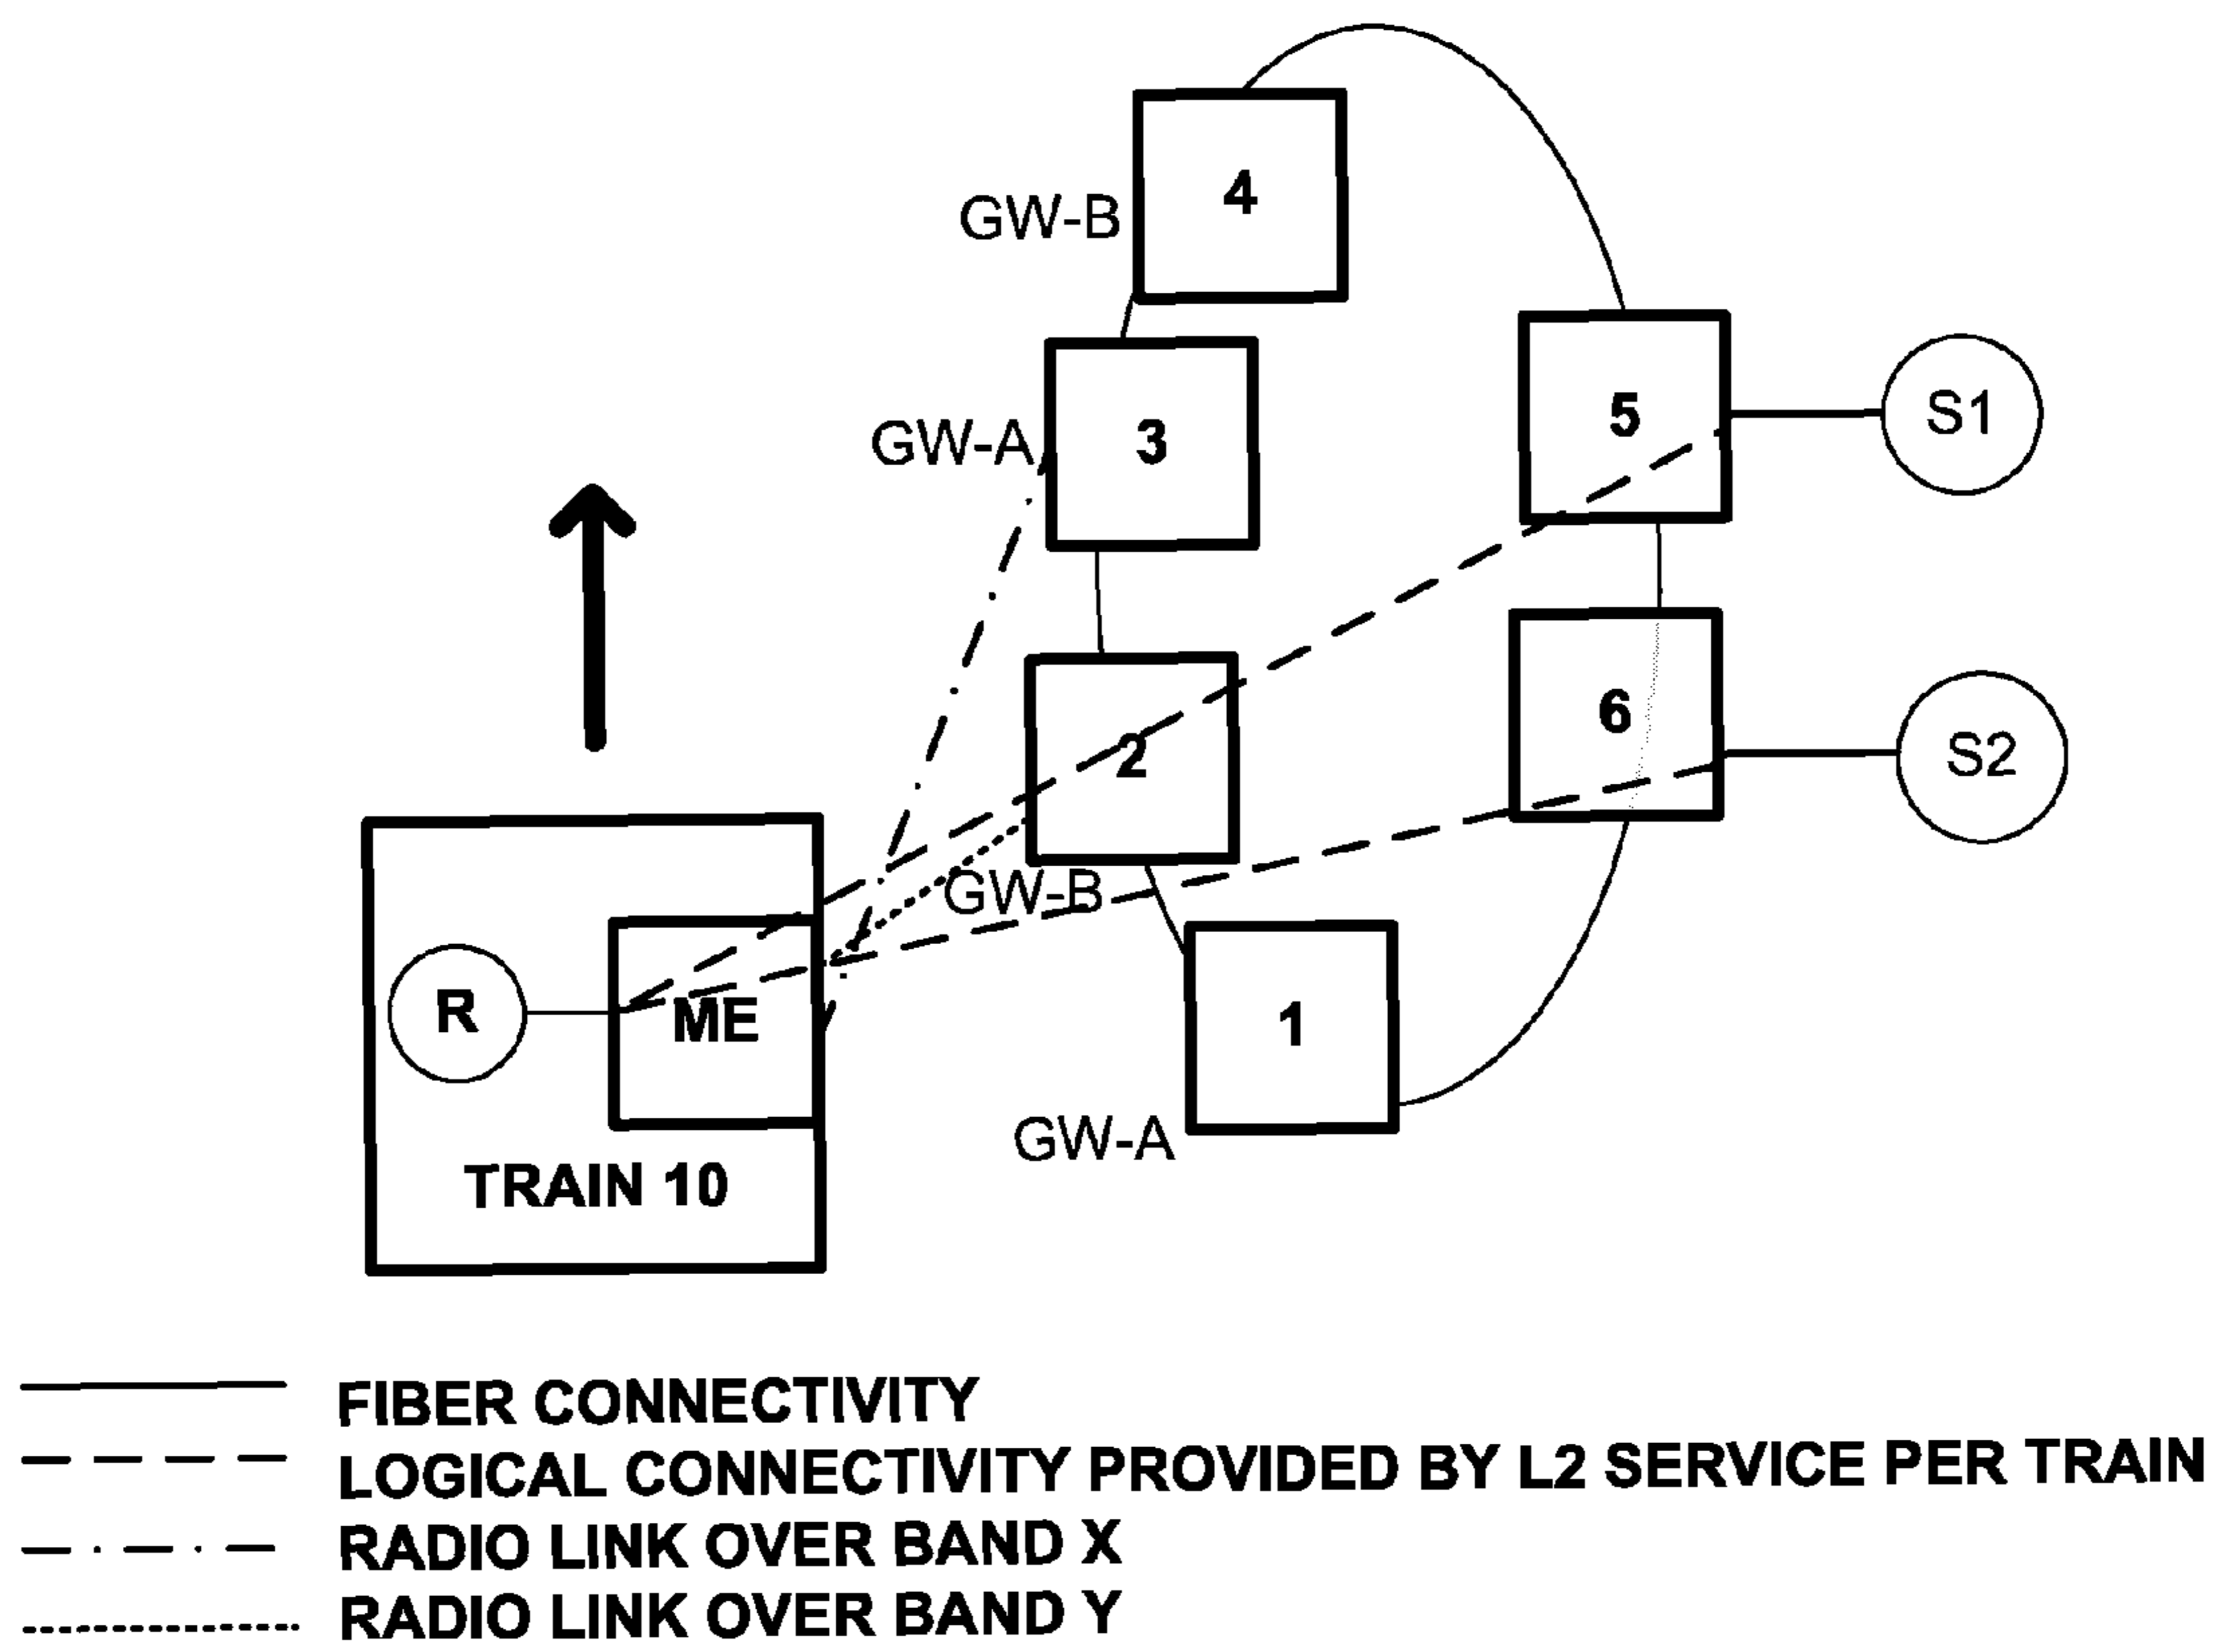 4
GW-B
5
S1
GW-A
3
6
S2
2
GW-B
R
ME
1
GW-A
TRAIN 10
FIBER CONNECTIVITY
LOGICAL CONNECTIVITY PROVIDED BY L2 SERVICE PER TRAIN
RADIO LINK OVER BAND X
RADIO LINK OVER BAND Y